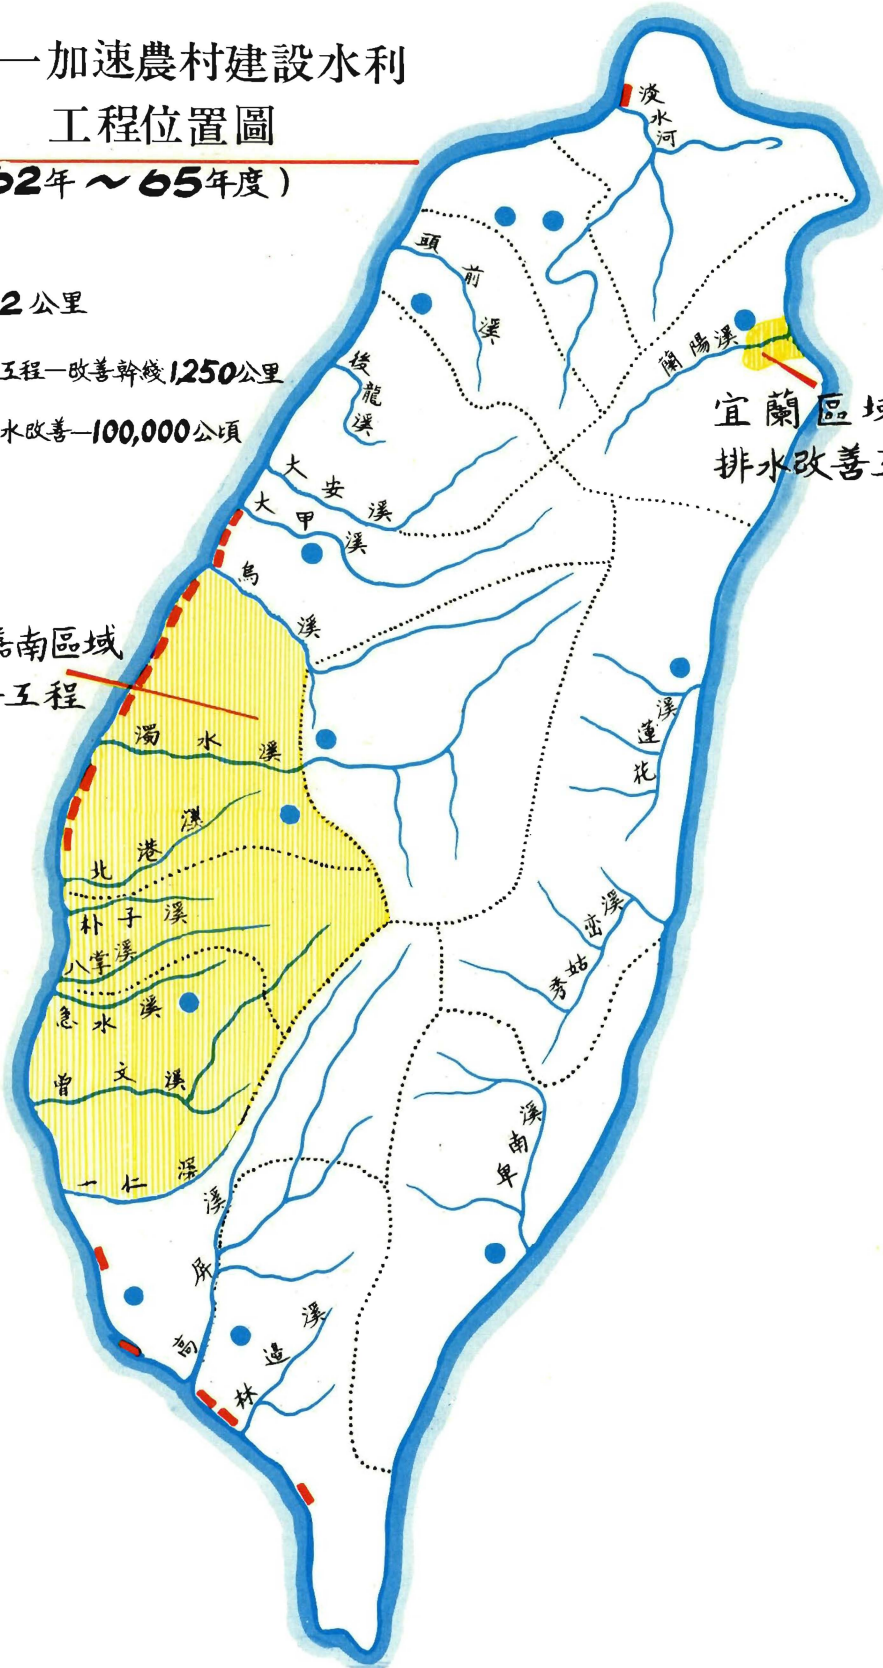 一加速農村建設水利
工程位置圖
62年～65年度）
2公里
工程—改善幹綫1,250公里
水改善—100,000公頃
淡水河
頭前溪
蘭陽溪
宜蘭區域
排水改善工
後龍溪
大安溪
大甲溪
烏溪
南區域
工程
濁水溪
花蓮溪
北港溪
朴子溪
八掌溪
急水溪
秀姑巒溪
曾文溪
卑南溪
一仁溪
高屏溪
林邊溪